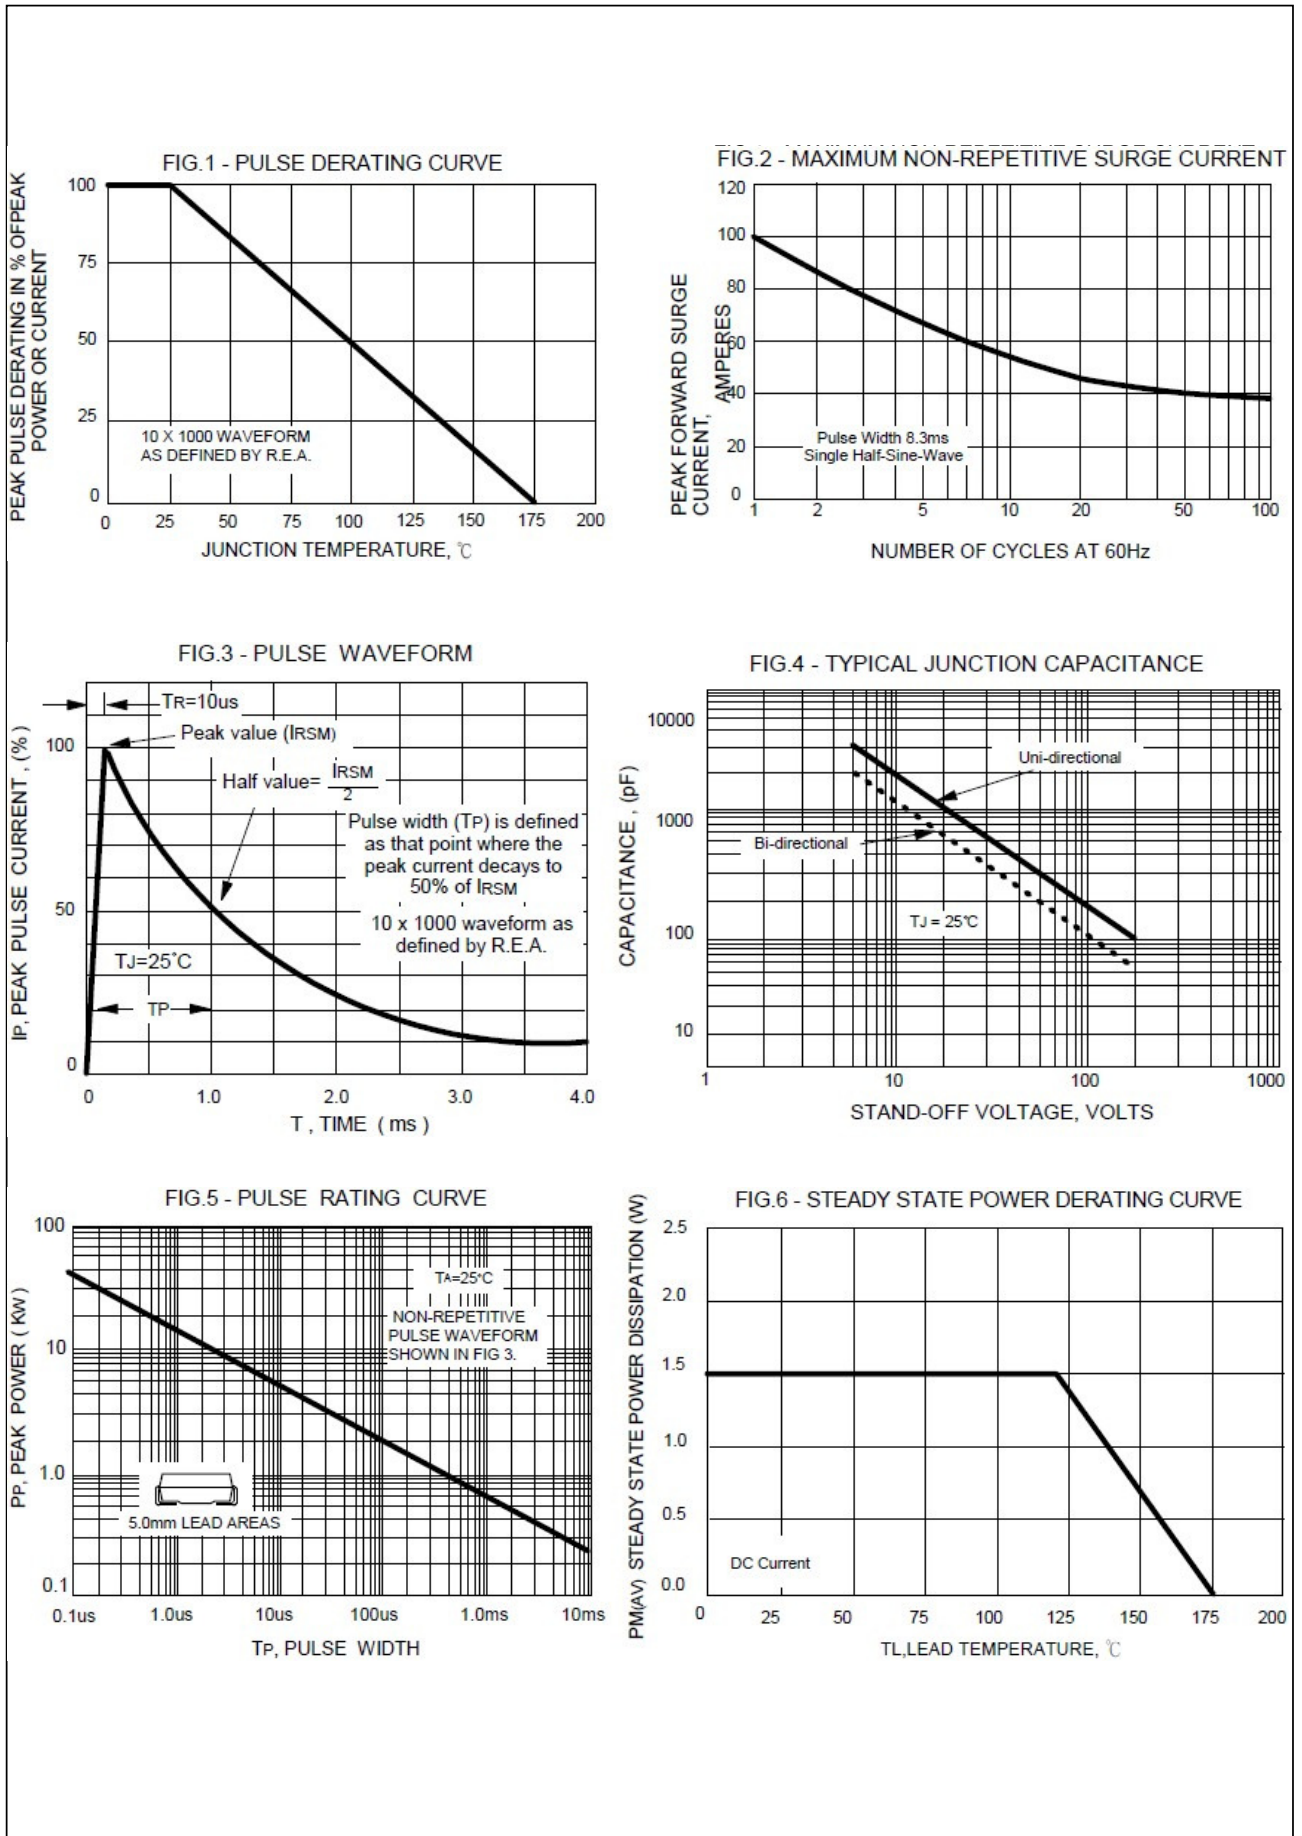 FIG.1 - PULSE DERATING CURVE
PEAK PULSE DERATING IN % OFPEAK
POWER OR CURRENT
100
75
50
25
0
10 X 1000 WAVEFORM
AS DEFINED BY R.E.A.
0 25 50 75 100 125 150 175 200
JUNCTION TEMPERATURE, ℃
FIG.2 - MAXIMUM NON-REPETITIVE SURGE CURRENT
PEAK FORWARD SURGE
CURRENT, AMPERES
120
100
80
60
40
20
0
Pulse Width 8.3ms
Single Half-Sine-Wave
1 2 5 10 20 50 100
NUMBER OF CYCLES AT 60Hz
FIG.3 - PULSE WAVEFORM
IP, PEAK PULSE CURRENT , (% )
100
50
0
TR=10us
Peak value (IRSM)
Half value= IRSM
2
Pulse width (TP) is defined
as that point where the
peak current decays to
50% of IRSM
10 x 1000 waveform as
defined by R.E.A.
TJ=25°C
TP
0 1.0 2.0 3.0 4.0
T , TIME ( ms )
FIG.4 - TYPICAL JUNCTION CAPACITANCE
CAPACITANCE , (pF)
10000
1000
100
10
Uni-directional
Bi-directional
TJ = 25℃
1 10 100 1000
STAND-OFF VOLTAGE, VOLTS
FIG.5 - PULSE RATING CURVE
PP, PEAK POWER ( KW )
100
10
1.0
0.1
TA=25°C
NON-REPETITIVE
PULSE WAVEFORM
SHOWN IN FIG 3.
5.0mm LEAD AREAS
0.1us 1.0us 10us 100us 1.0ms 10ms
TP, PULSE WIDTH
FIG.6 - STEADY STATE POWER DERATING CURVE
PM(AV) STEADY STATE POWER DISSIPATION (W)
2.5
2.0
1.5
1.0
0.5
0.0
DC Current
0 25 50 75 100 125 150 175 200
TL,LEAD TEMPERATURE, ℃